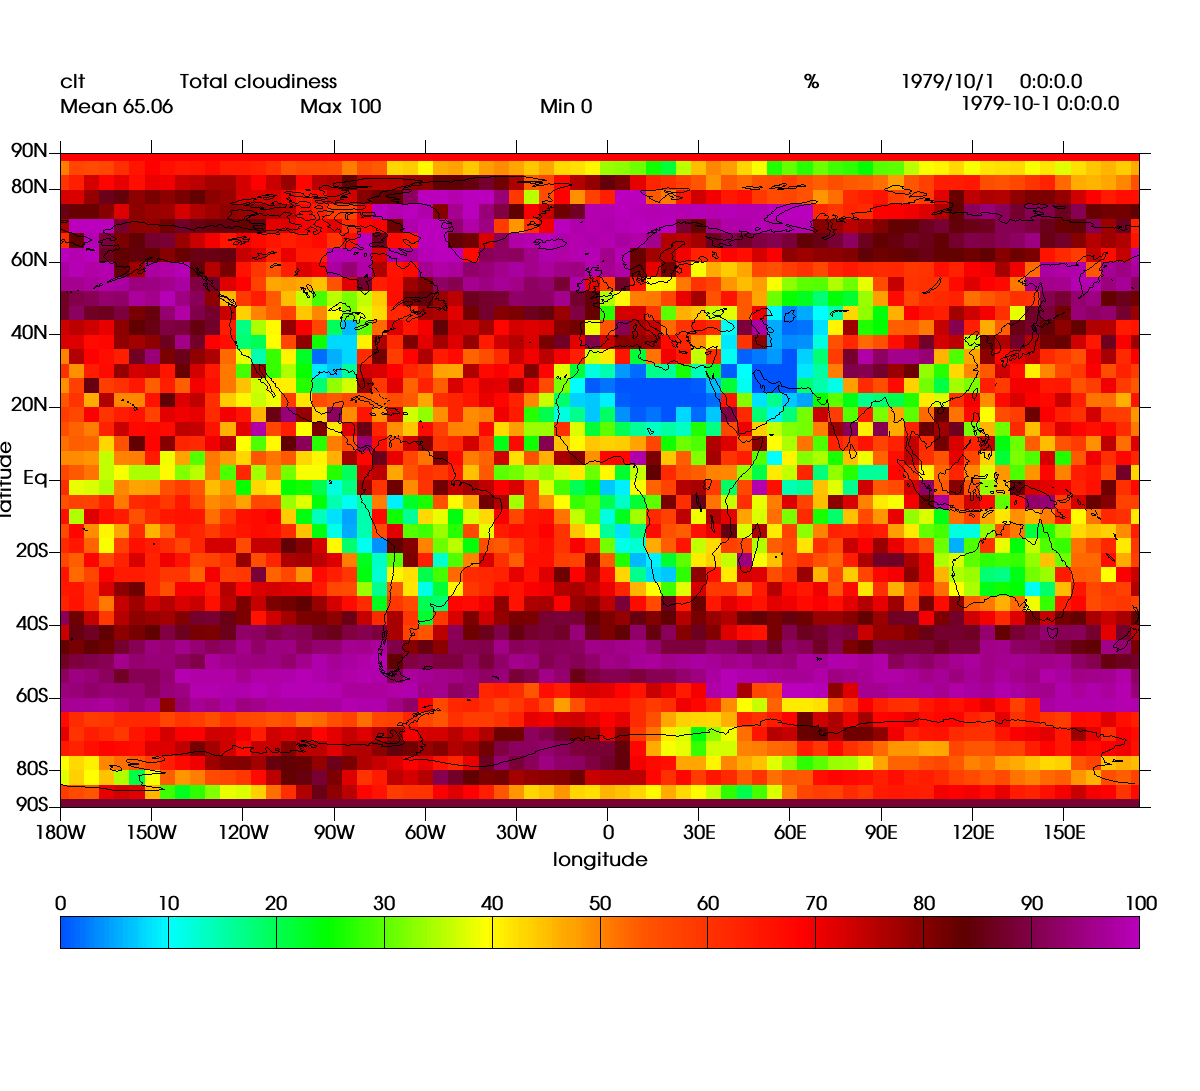 clt Total cloudiness % 1979/10/1 0:0:0.0
Mean 65.06 Max 100 Min 0 1979-10-1 0:0:0.0
90N
80N
60N
40N
20N
Eq
20S
40S
60S
80S
90S
latitude
180W 150W 120W 90W 60W 30W 0 30E 60E 90E 120E 150E
longitude
0 10 20 30 40 50 60 70 80 90 100